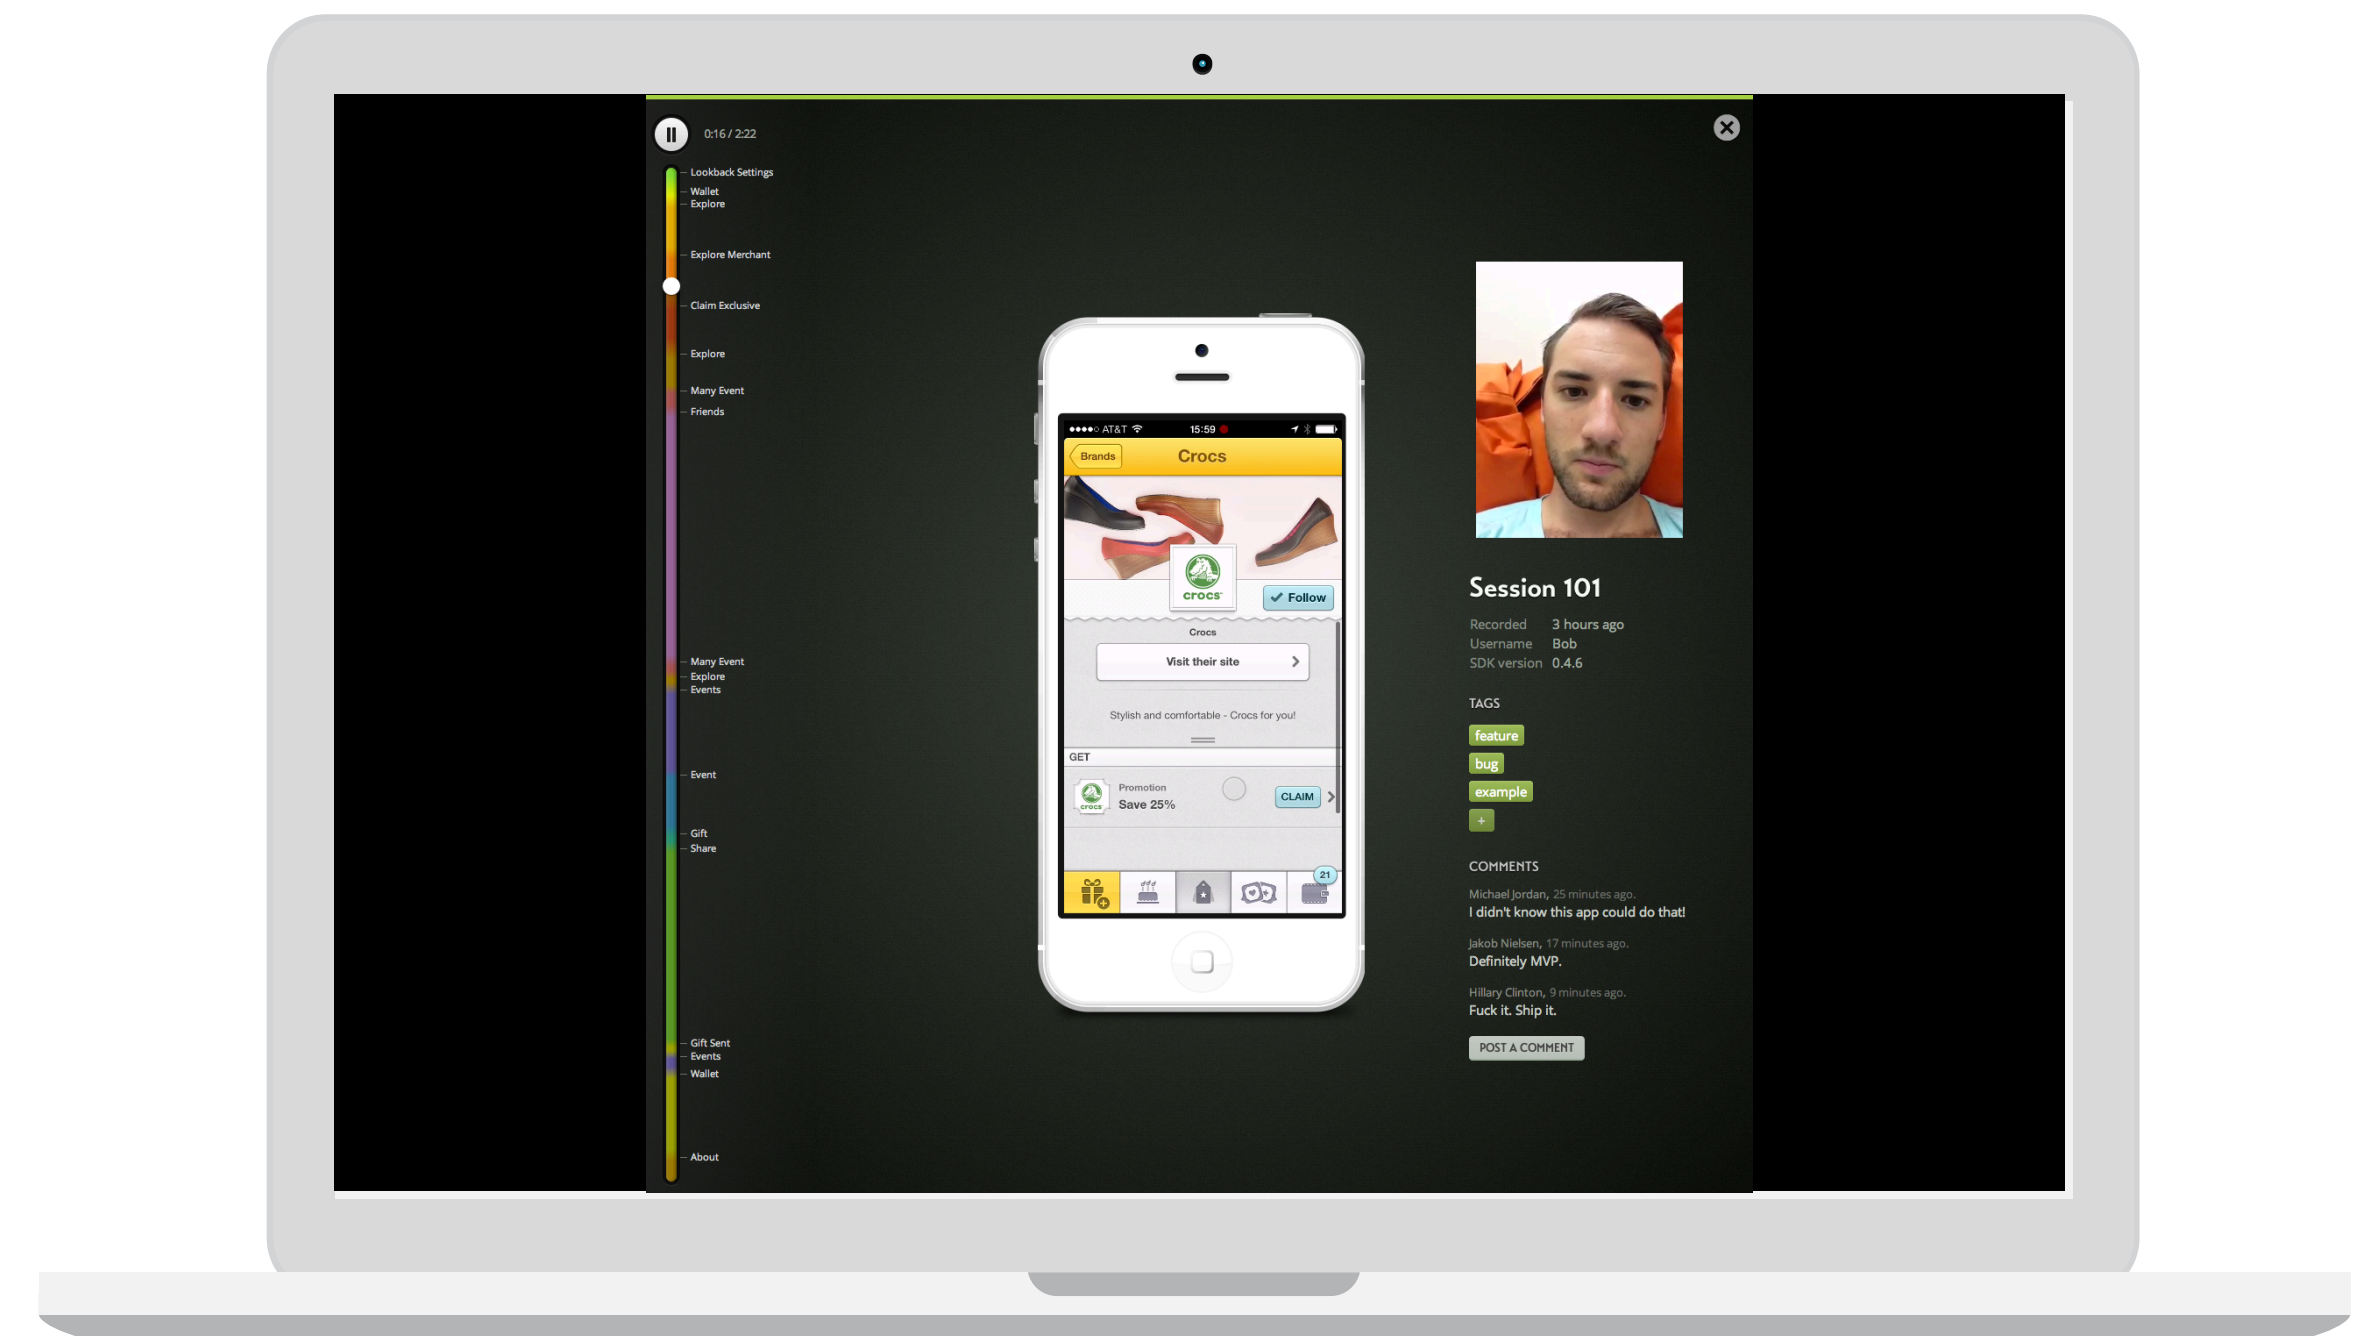 0:16 / 2:22
Lookback Settings
Wallet
Explore
Explore Merchant
Claim Exclusive
Explore
Many Event
Friends
Many Event
Explore
Events
Event
Gift
Share
Gift Sent
Events
Wallet
About
AT&T 15:59
Brands Crocs
crocs™
Follow
Crocs
Visit their site
Stylish and comfortable - Crocs for you!
GET
Promotion
crocs Save 25% CLAIM
21
Session 101
Recorded 3 hours ago
Username Bob
SDK version 0.4.6
TAGS
feature
bug
example
+
COMMENTS
Michael Jordan, 25 minutes ago.
I didn't know this app could do that!
Jakob Nielsen, 17 minutes ago.
Definitely MVP.
Hillary Clinton, 9 minutes ago.
Fuck it. Ship it.
POST A COMMENT